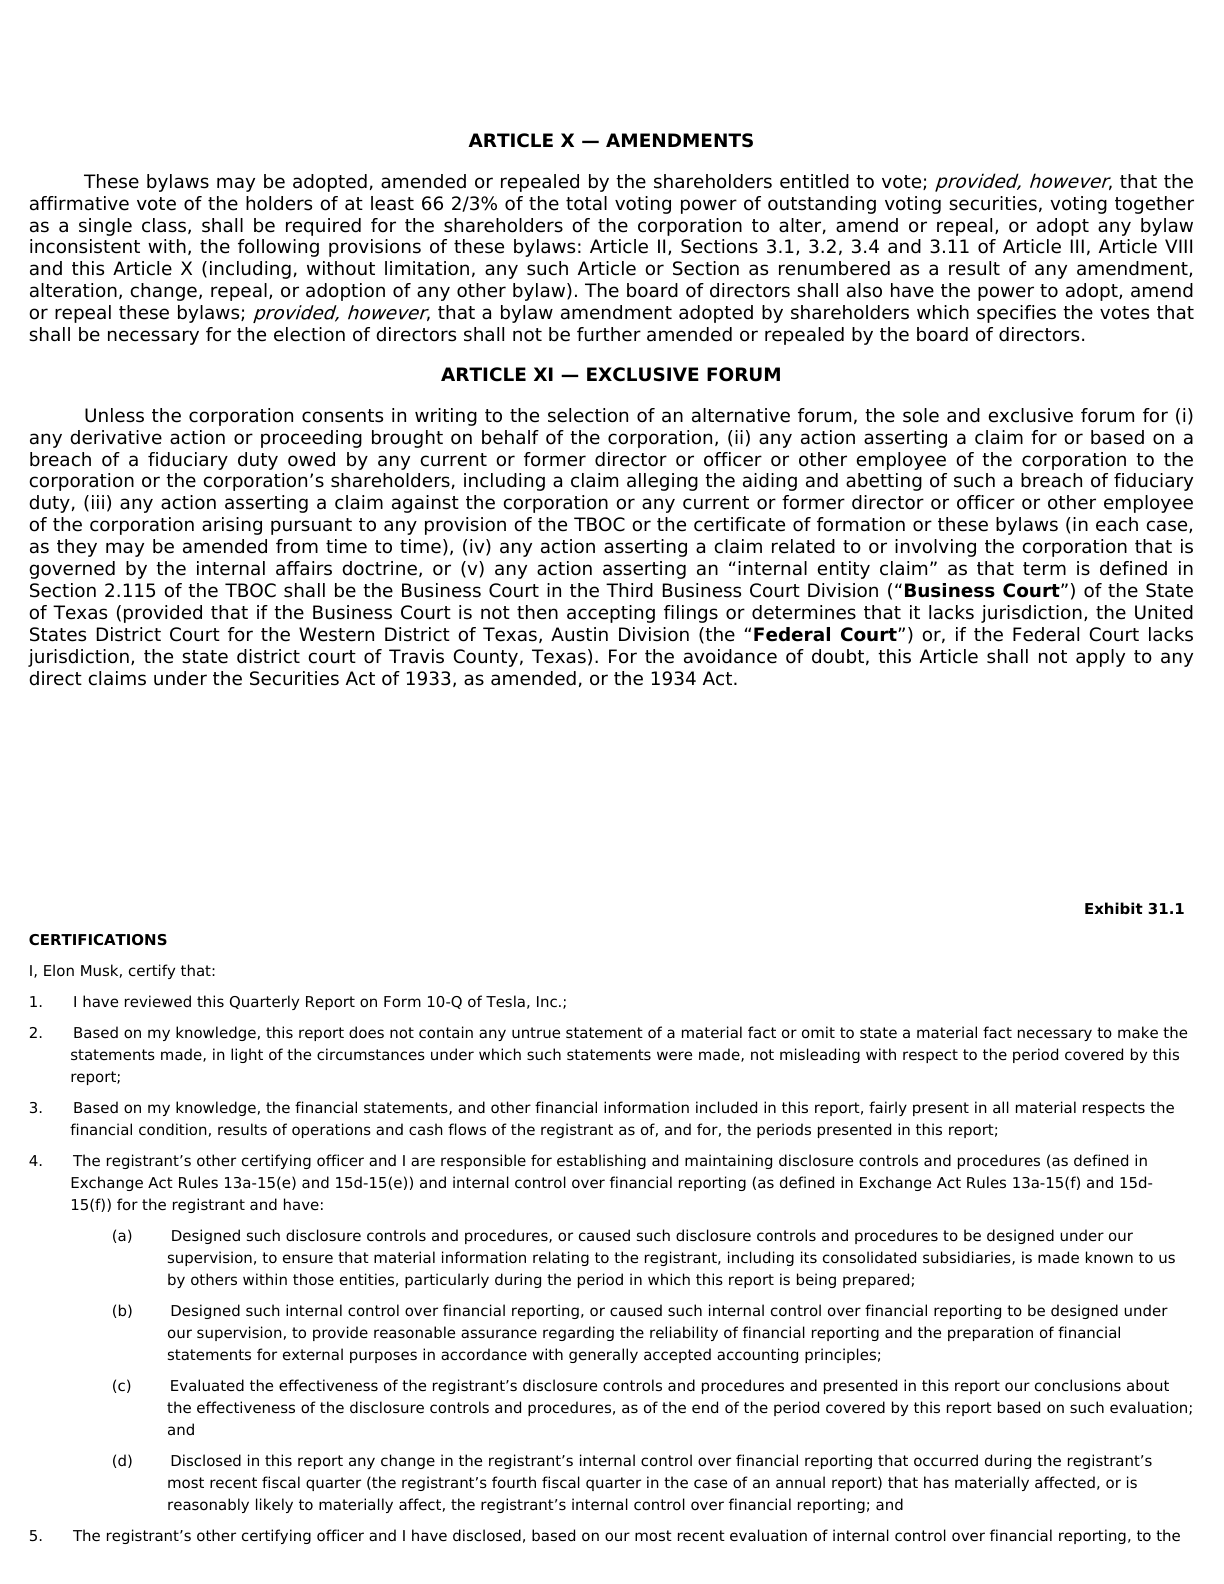 ARTICLE X — AMENDMENTS
These bylaws may be adopted, amended or repealed by the shareholders entitled to vote; provided, however, that the
affirmative vote of the holders of at least 66 2/3% of the total voting power of outstanding voting securities, voting together
as a single class, shall be required for the shareholders of the corporation to alter, amend or repeal, or adopt any bylaw
inconsistent with, the following provisions of these bylaws: Article II, Sections 3.1, 3.2, 3.4 and 3.11 of Article III, Article VIII
and this Article X (including, without limitation, any such Article or Section as renumbered as a result of any amendment,
alteration, change, repeal, or adoption of any other bylaw). The board of directors shall also have the power to adopt, amend
or repeal these bylaws; provided, however, that a bylaw amendment adopted by shareholders which specifies the votes that
shall be necessary for the election of directors shall not be further amended or repealed by the board of directors.
ARTICLE XI — EXCLUSIVE FORUM
Unless the corporation consents in writing to the selection of an alternative forum, the sole and exclusive forum for (i)
any derivative action or proceeding brought on behalf of the corporation, (ii) any action asserting a claim for or based on a
breach of a fiduciary duty owed by any current or former director or officer or other employee of the corporation to the
corporation or the corporation’s shareholders, including a claim alleging the aiding and abetting of such a breach of fiduciary
duty, (iii) any action asserting a claim against the corporation or any current or former director or officer or other employee
of the corporation arising pursuant to any provision of the TBOC or the certificate of formation or these bylaws (in each case,
as they may be amended from time to time), (iv) any action asserting a claim related to or involving the corporation that is
governed by the internal affairs doctrine, or (v) any action asserting an “internal entity claim” as that term is defined in
Section 2.115 of the TBOC shall be the Business Court in the Third Business Court Division (“Business Court”) of the State
of Texas (provided that if the Business Court is not then accepting filings or determines that it lacks jurisdiction, the United
States District Court for the Western District of Texas, Austin Division (the “Federal Court”) or, if the Federal Court lacks
jurisdiction, the state district court of Travis County, Texas). For the avoidance of doubt, this Article shall not apply to any
direct claims under the Securities Act of 1933, as amended, or the 1934 Act.
Exhibit 31.1
CERTIFICATIONS
I, Elon Musk, certify that:
1. I have reviewed this Quarterly Report on Form 10-Q of Tesla, Inc.;
2. Based on my knowledge, this report does not contain any untrue statement of a material fact or omit to state a material fact necessary to make the
statements made, in light of the circumstances under which such statements were made, not misleading with respect to the period covered by this
report;
3. Based on my knowledge, the financial statements, and other financial information included in this report, fairly present in all material respects the
financial condition, results of operations and cash flows of the registrant as of, and for, the periods presented in this report;
4. The registrant’s other certifying officer and I are responsible for establishing and maintaining disclosure controls and procedures (as defined in
Exchange Act Rules 13a-15(e) and 15d-15(e)) and internal control over financial reporting (as defined in Exchange Act Rules 13a-15(f) and 15d-
15(f)) for the registrant and have:
(a) Designed such disclosure controls and procedures, or caused such disclosure controls and procedures to be designed under our
supervision, to ensure that material information relating to the registrant, including its consolidated subsidiaries, is made known to us
by others within those entities, particularly during the period in which this report is being prepared;
(b) Designed such internal control over financial reporting, or caused such internal control over financial reporting to be designed under
our supervision, to provide reasonable assurance regarding the reliability of financial reporting and the preparation of financial
statements for external purposes in accordance with generally accepted accounting principles;
(c) Evaluated the effectiveness of the registrant’s disclosure controls and procedures and presented in this report our conclusions about
the effectiveness of the disclosure controls and procedures, as of the end of the period covered by this report based on such evaluation;
and
(d) Disclosed in this report any change in the registrant’s internal control over financial reporting that occurred during the registrant’s
most recent fiscal quarter (the registrant’s fourth fiscal quarter in the case of an annual report) that has materially affected, or is
reasonably likely to materially affect, the registrant’s internal control over financial reporting; and
5. The registrant’s other certifying officer and I have disclosed, based on our most recent evaluation of internal control over financial reporting, to the